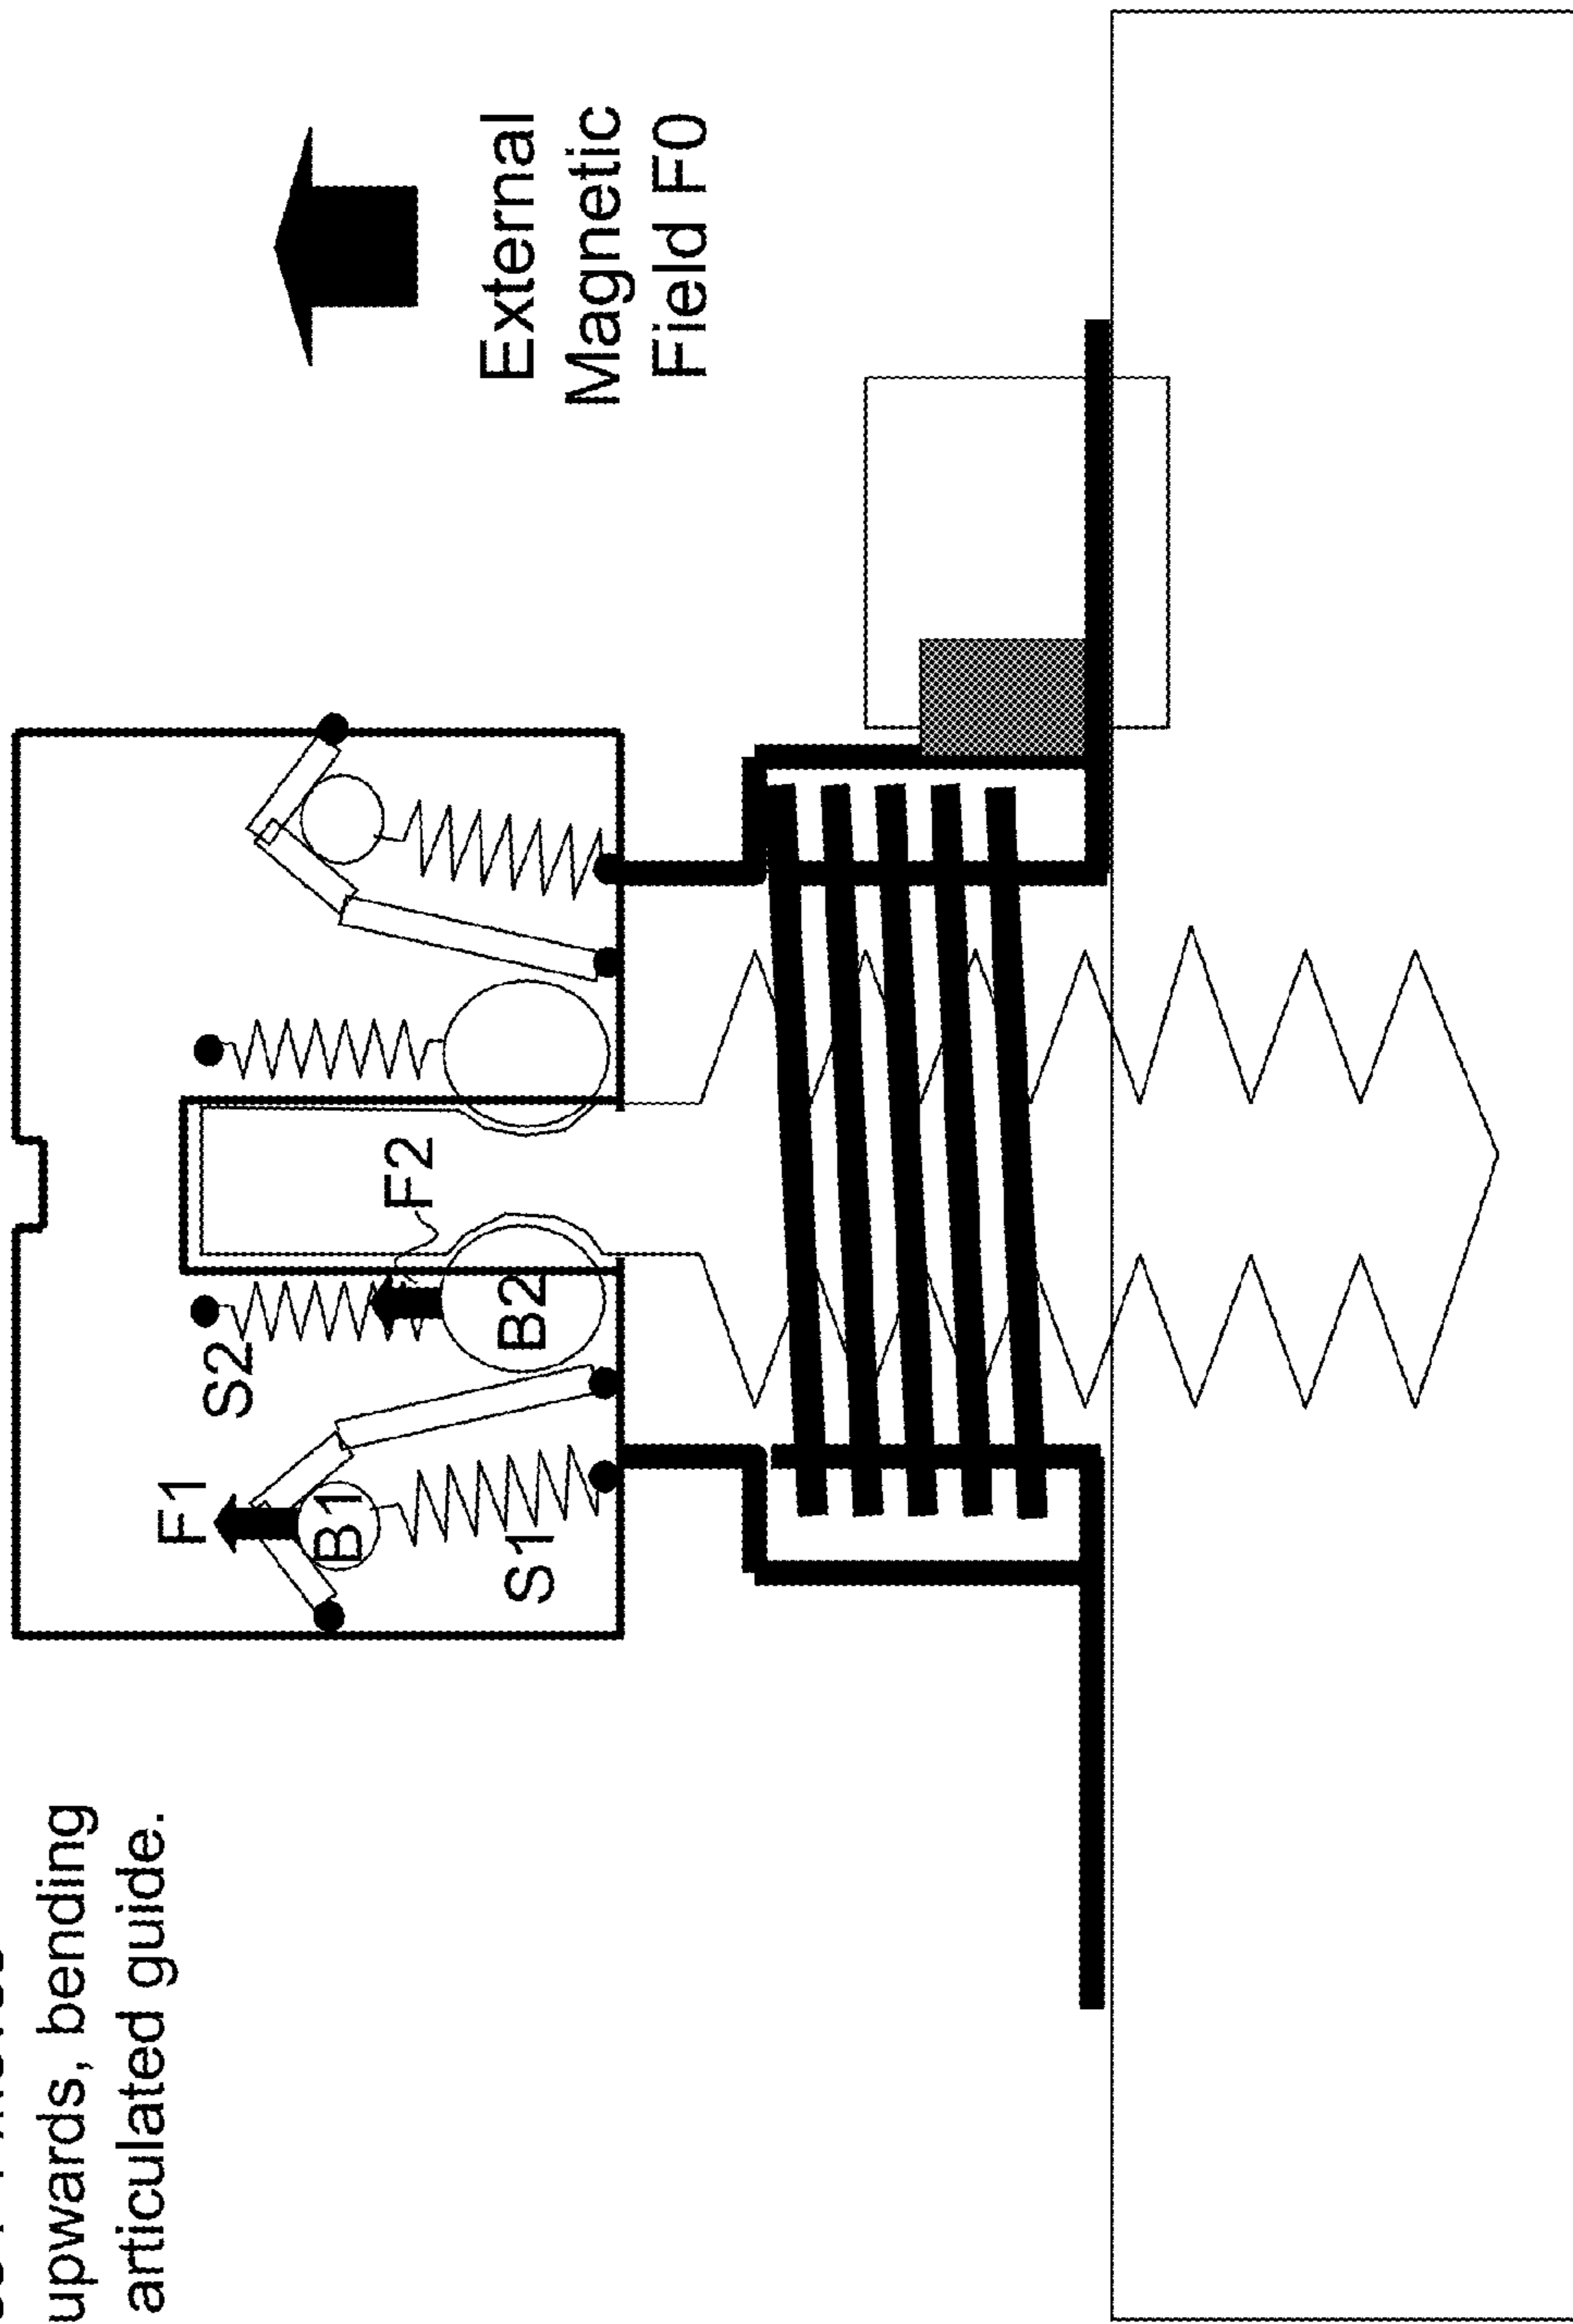 upwards, bending
articulated guide.
F1
B1
S1
S2
F2
B2
External
Magnetic
Field F0